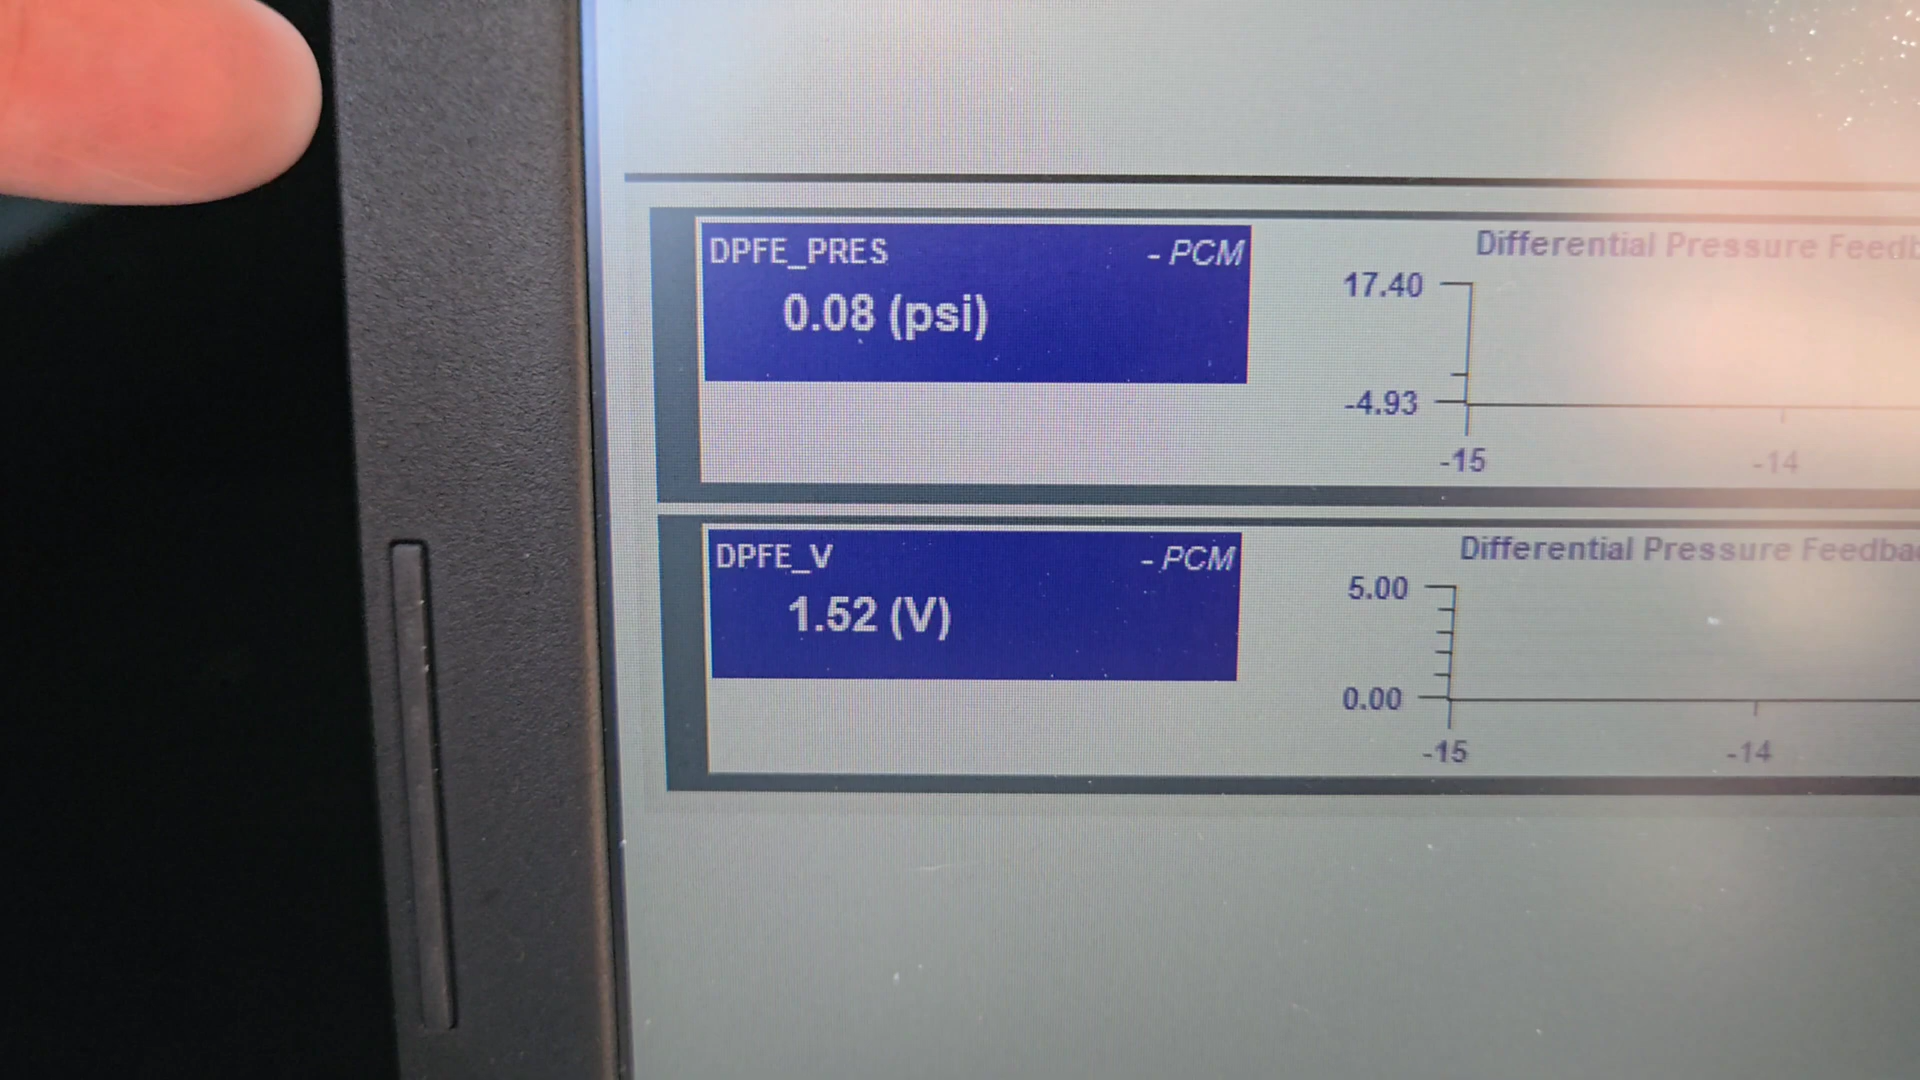 DPFE_PRES - PCM
0.08 (psi)
Differential Pressure
17.40
-4.93
-15 -14
DPFE_V - PCM
1.52 (V)
Differential Pressure
5.00
0.00
-15 -14